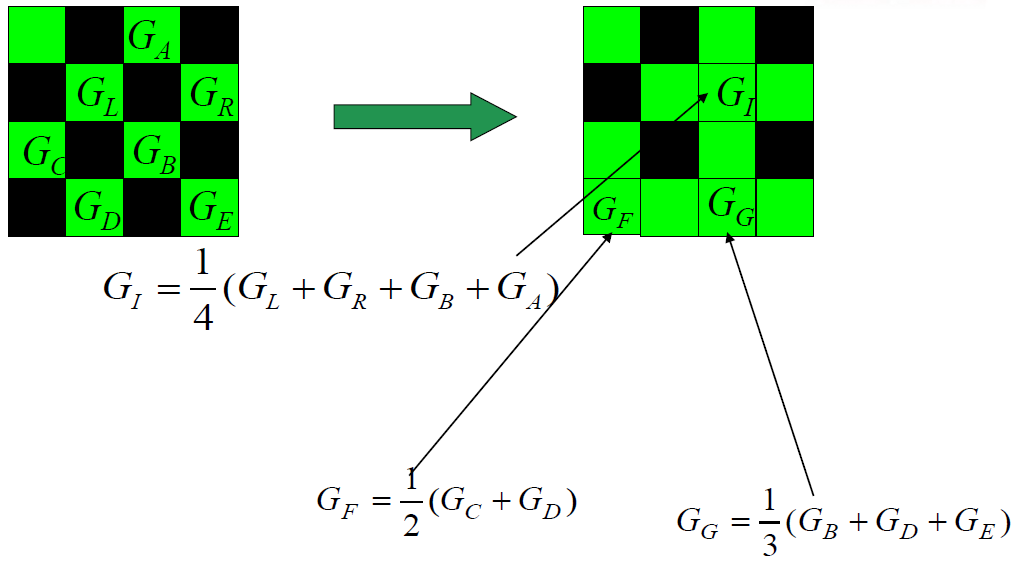 G_A
G_L G_R
G_C G_B
G_D G_E
G_I
G_F G_G
G_I = \frac{1}{4}(G_L + G_R + G_B + G_A)
G_F = \frac{1}{2}(G_C + G_D)
G_G = \frac{1}{3}(G_B + G_D + G_E)